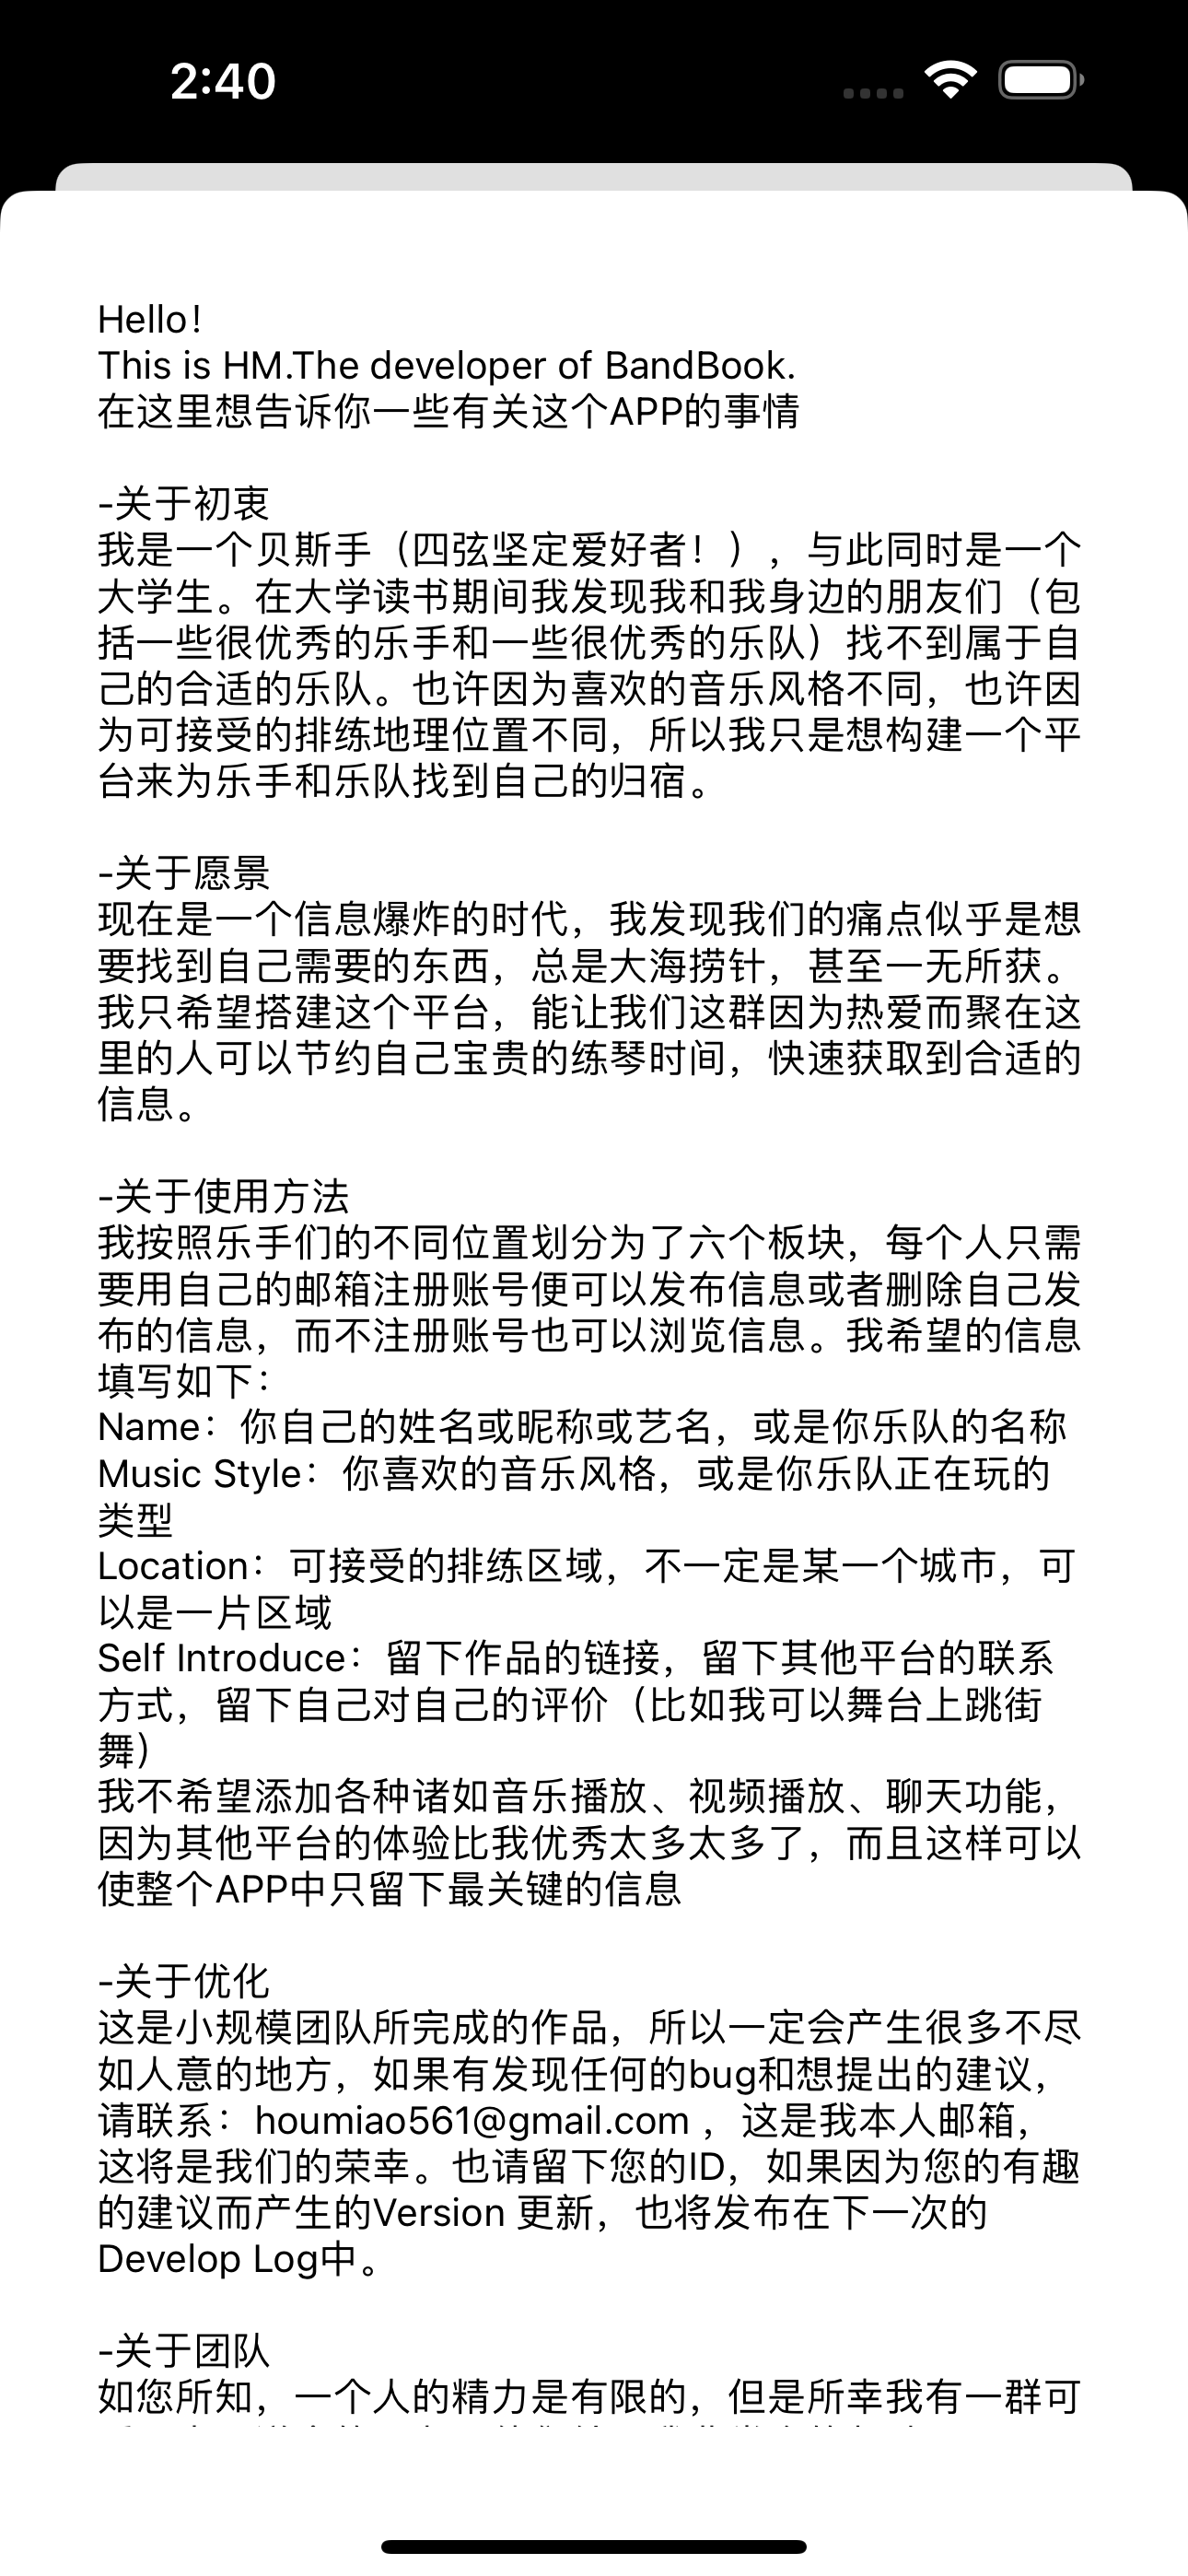 2:40
Hello！
This is HM.The developer of BandBook.
在这里想告诉你一些有关这个APP的事情
-关于初衷
我是一个贝斯手（四弦坚定爱好者！），与此同时是一个
大学生。在大学读书期间我发现我和我身边的朋友们（包
括一些很优秀的乐手和一些很优秀的乐队）找不到属于自
己的合适的乐队。也许因为喜欢的音乐风格不同，也许因
为可接受的排练地理位置不同，所以我只是想构建一个平
台来为乐手和乐队找到自己的归宿。
-关于愿景
现在是一个信息爆炸的时代，我发现我们的痛点似乎是想
要找到自己需要的东西，总是大海捞针，甚至一无所获。
我只希望搭建这个平台，能让我们这群因为热爱而聚在这
里的人可以节约自己宝贵的练琴时间，快速获取到合适的
信息。
-关于使用方法
我按照乐手们的不同位置划分为了六个板块，每个人只需
要用自己的邮箱注册账号便可以发布信息或者删除自己发
布的信息，而不注册账号也可以浏览信息。我希望的信息
填写如下：
Name：你自己的姓名或昵称或艺名，或是你乐队的名称
Music Style：你喜欢的音乐风格，或是你乐队正在玩的
类型
Location：可接受的排练区域，不一定是某一个城市，可
以是一片区域
Self Introduce：留下作品的链接，留下其他平台的联系
方式，留下自己对自己的评价（比如我可以舞台上跳街
舞）
我不希望添加各种诸如音乐播放、视频播放、聊天功能，
因为其他平台的体验比我优秀太多太多了，而且这样可以
使整个APP中只留下最关键的信息
-关于优化
这是小规模团队所完成的作品，所以一定会产生很多不尽
如人意的地方，如果有发现任何的bug和想提出的建议，
请联系：houmiao561@gmail.com ，这是我本人邮箱，
这将是我们的荣幸。也请留下您的ID，如果因为您的有趣
的建议而产生的Version 更新，也将发布在下一次的
Develop Log中。
-关于团队
如您所知，一个人的精力是有限的，但是所幸我有一群可